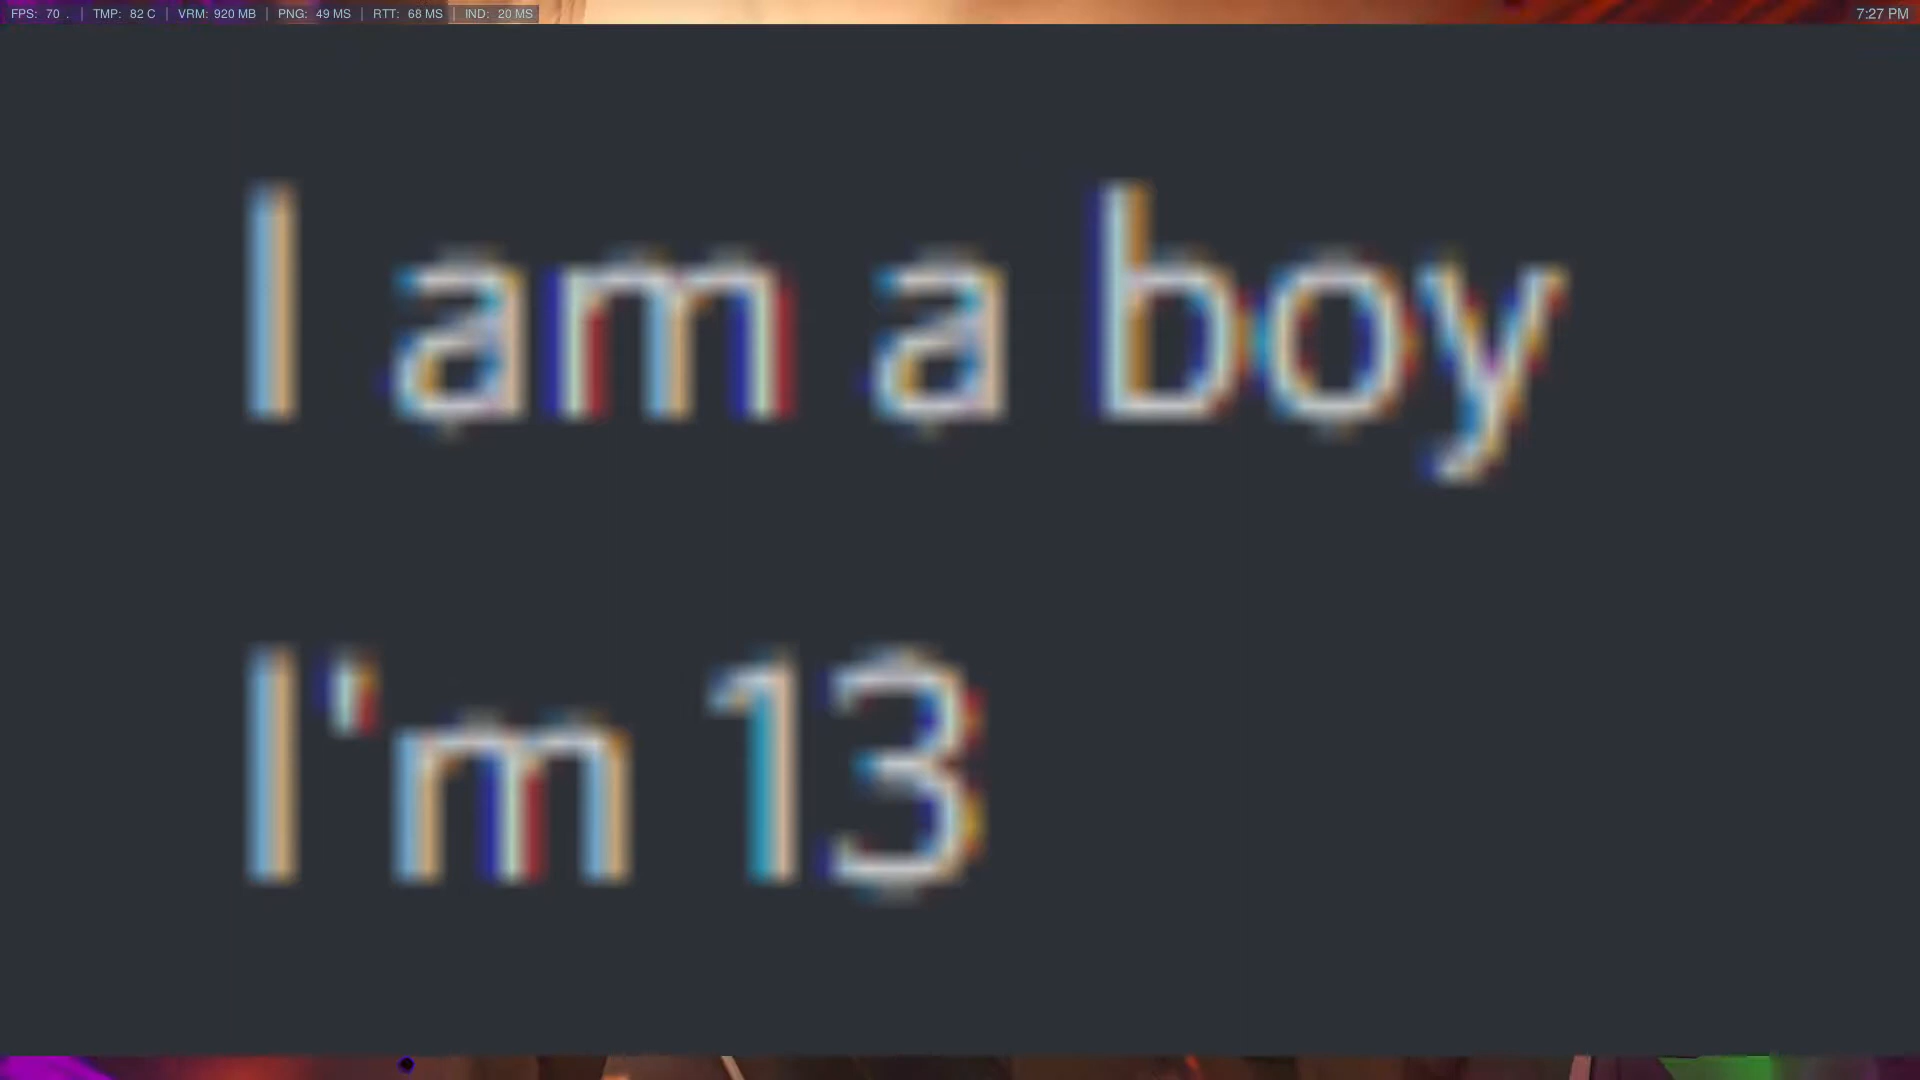 FPS: 70 . | TMP: 82 C | VRM: 920 MB | PNG: 49 MS | RTT: 68 MS | IND: 20 MS
7:27 PM
I am a boy
I'm 13